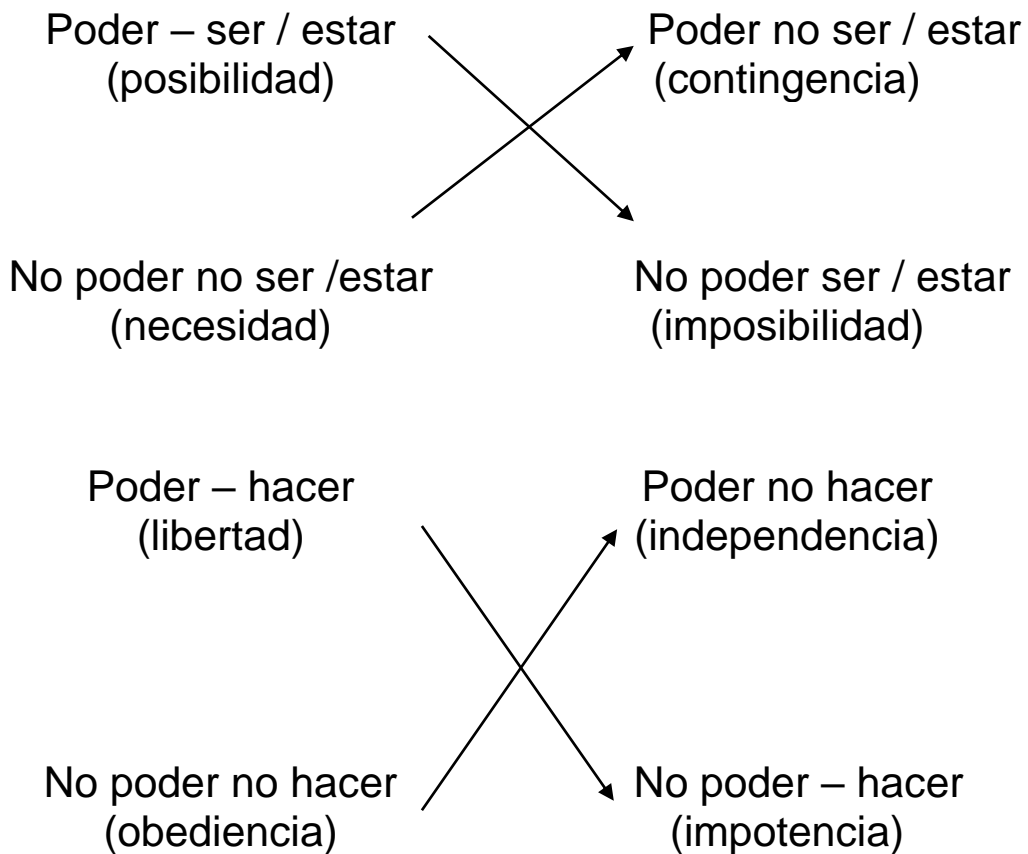 Poder – ser / estar
(posibilidad)
Poder no ser / estar
(contingencia)
No poder no ser /estar
(necesidad)
No poder ser / estar
(imposibilidad)
Poder – hacer
(libertad)
Poder no hacer
(independencia)
No poder no hacer
(obediencia)
No poder – hacer
(impotencia)